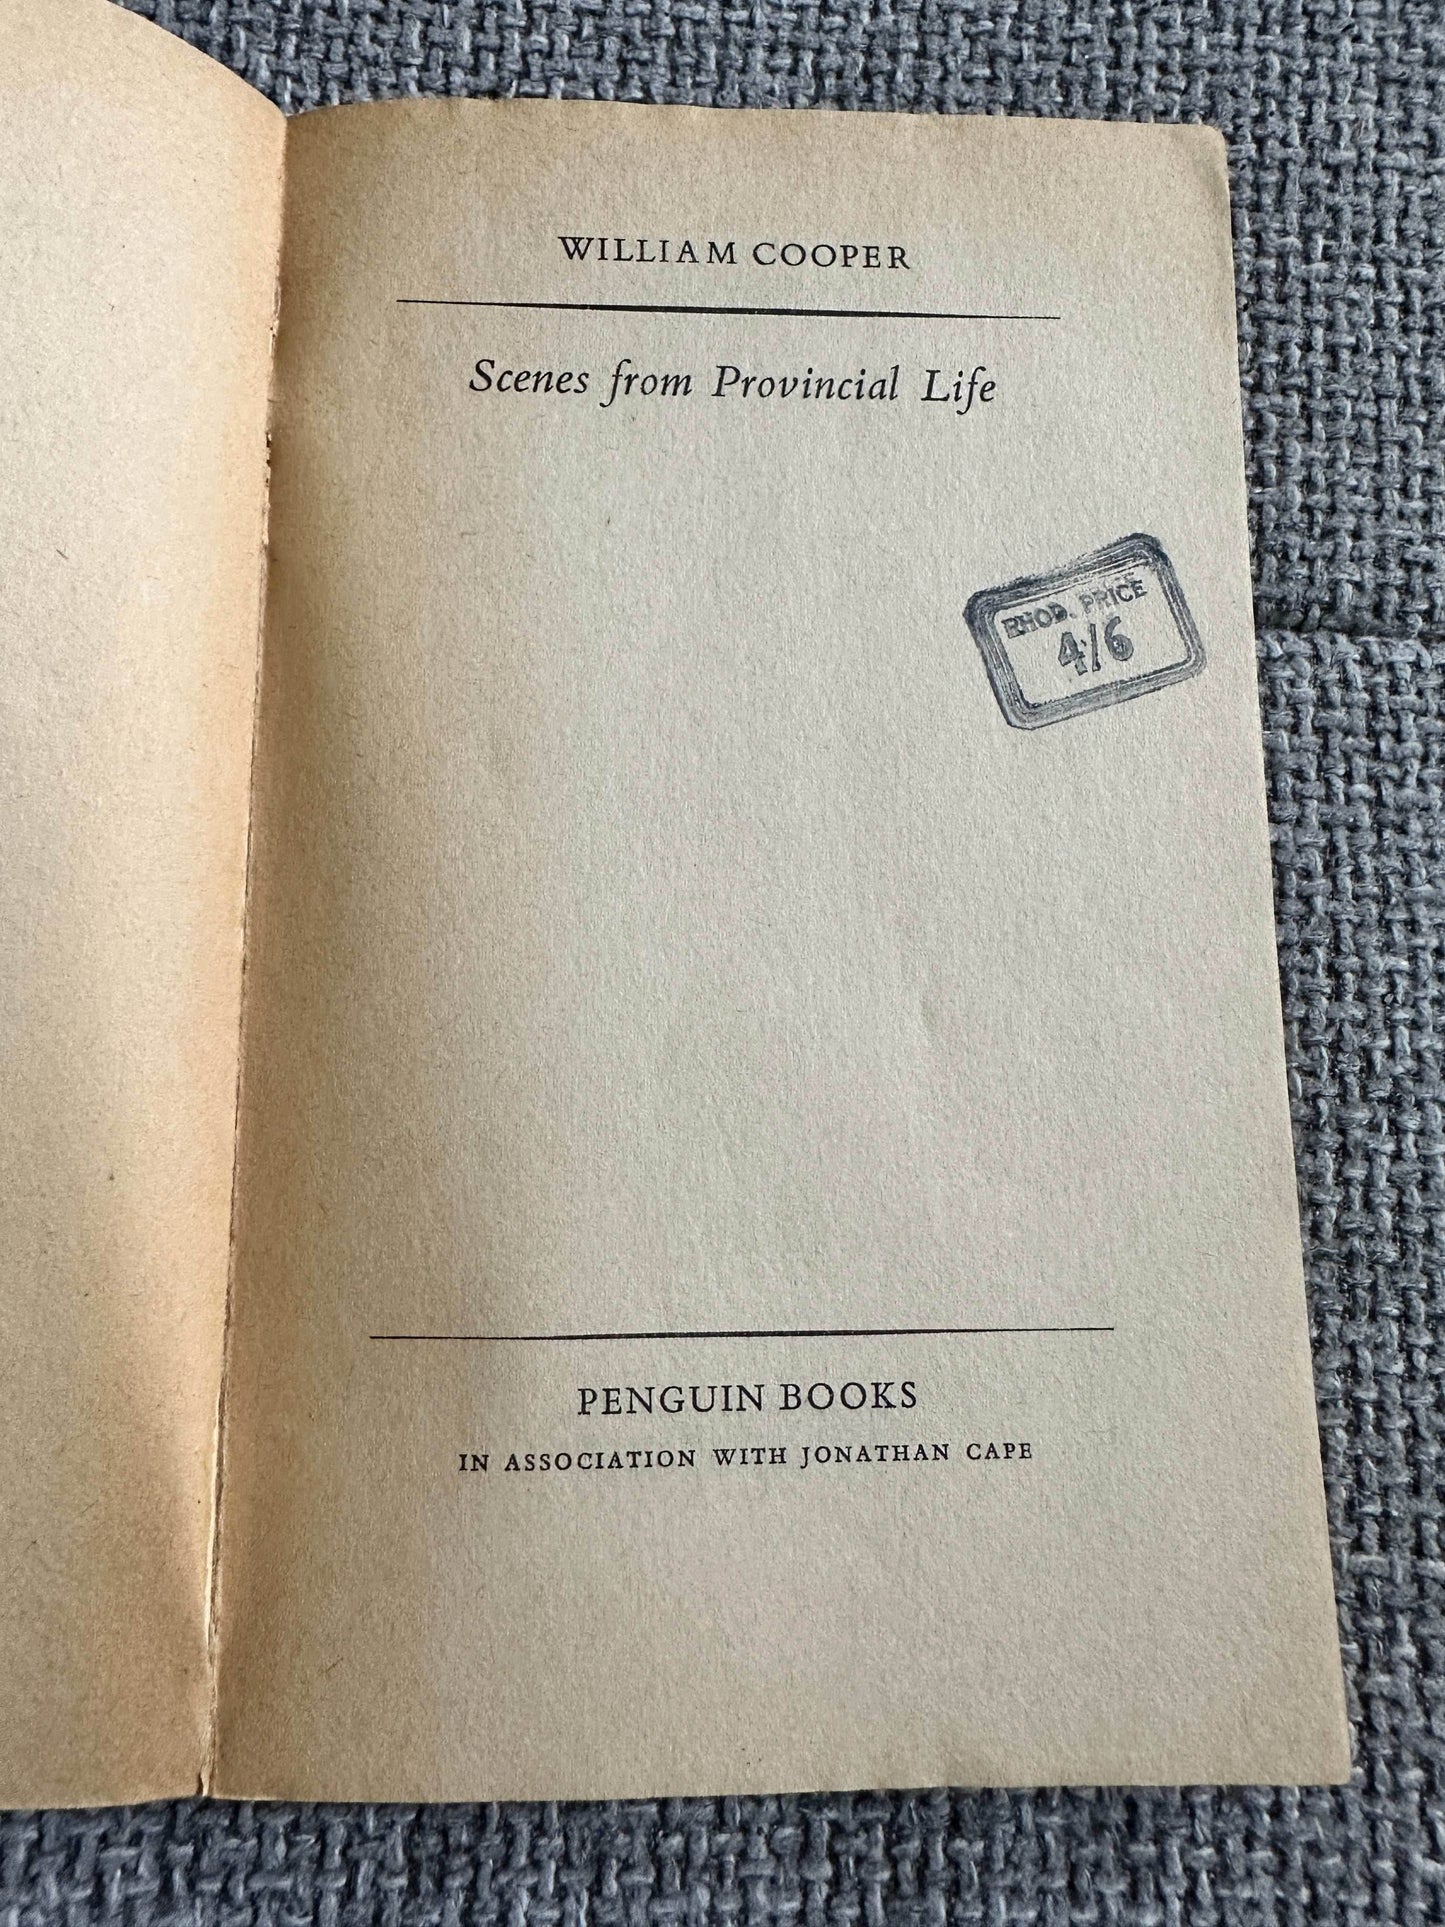 WILLIAM COOPER
Scenes from Provincial Life
RHOD. PRICE
4/6
PENGUIN BOOKS
IN ASSOCIATION WITH JONATHAN CAPE